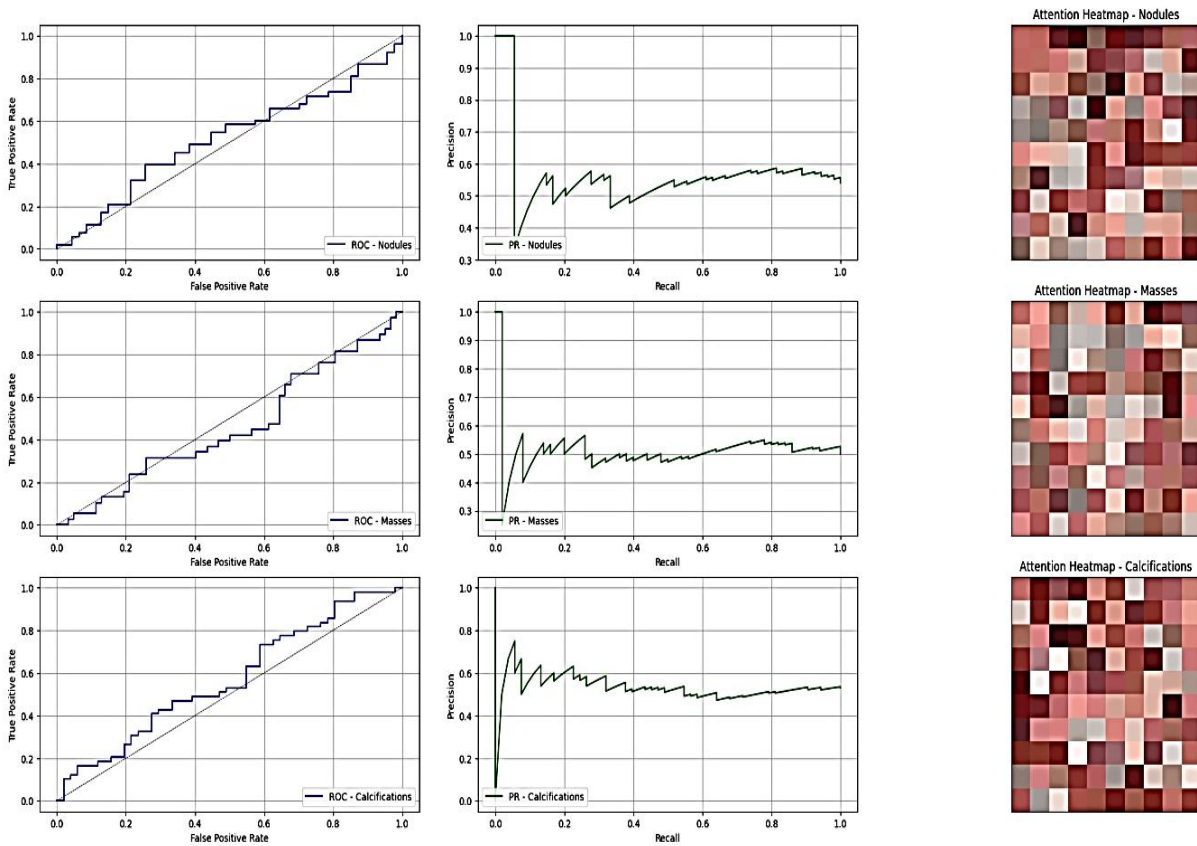 Attention Heatmap - Nodules
1.0
0.8
0.6
0.4
0.2
0.0
True Positive Rate
ROC - Nodules
0.0 0.2 0.4 0.6 0.8 1.0
False Positive Rate
1.0
0.9
0.8
0.7
0.6
0.5
0.4
0.3
Precision
PR - Nodules
0.0 0.2 0.4 0.6 0.8 1.0
Recall
Attention Heatmap - Masses
1.0
0.8
0.6
0.4
0.2
0.0
True Positive Rate
ROC - Masses
0.0 0.2 0.4 0.6 0.8 1.0
False Positive Rate
1.0
0.9
0.8
0.7
0.6
0.5
0.4
0.3
Precision
PR - Masses
0.0 0.2 0.4 0.6 0.8 1.0
Recall
Attention Heatmap - Calcifications
1.0
0.8
0.6
0.4
0.2
0.0
True Positive Rate
ROC - Calcifications
0.0 0.2 0.4 0.6 0.8 1.0
False Positive Rate
1.0
0.8
0.6
0.4
0.2
0.0
Precision
PR - Calcifications
0.0 0.2 0.4 0.6 0.8 1.0
Recall